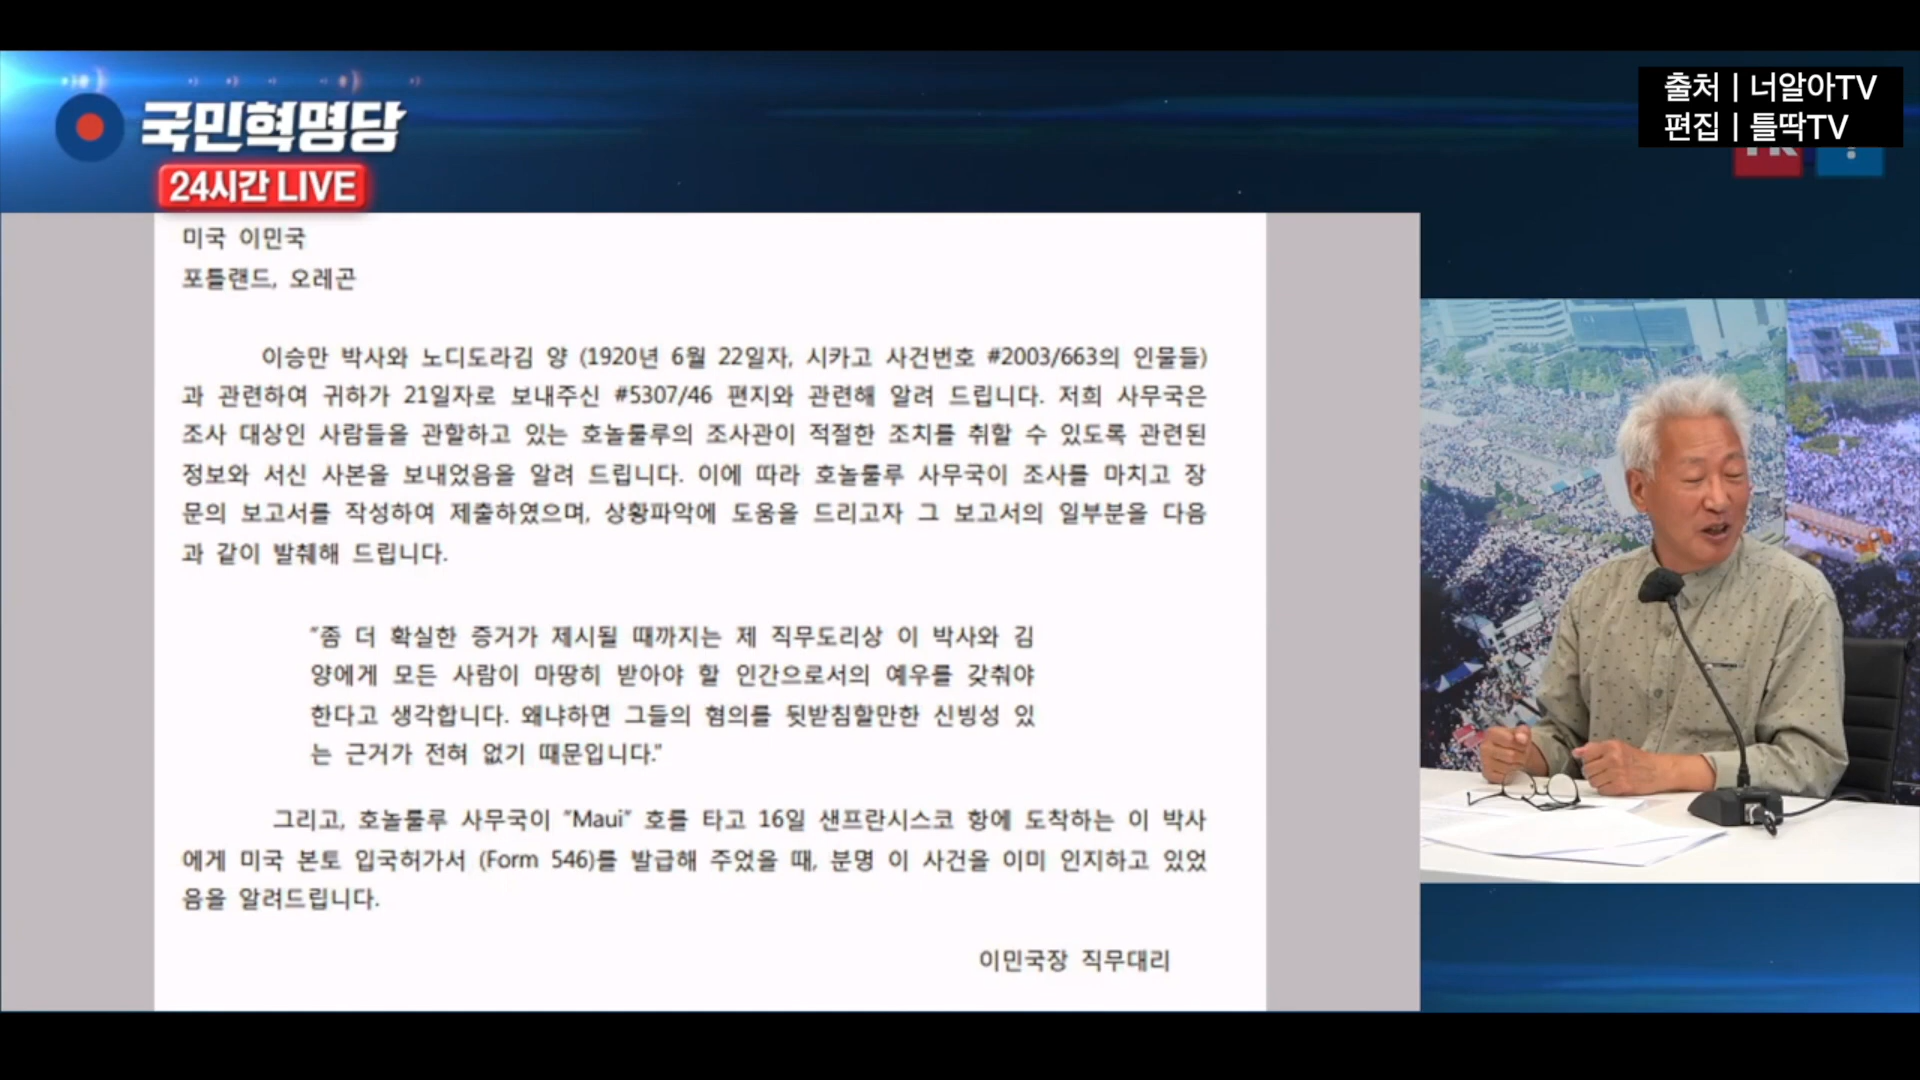 국민혁명당
24시간 LIVE
출처 | 너알아TV
편집 | 틀딱TV
미국 이민국
포틀랜드, 오레곤
이승만 박사와 노디도라김 양 (1920년 6월 22일자, 시카고 사건번호 #2003/663의 인물들)
과 관련하여 귀하가 21일자로 보내주신 #5307/46 편지와 관련해 알려 드립니다. 저희 사무국은
조사 대상인 사람들을 관할하고 있는 호놀룰루의 조사관이 적절한 조치를 취할 수 있도록 관련된
정보와 서신 사본을 보내었음을 알려 드립니다. 이에 따라 호놀룰루 사무국이 조사를 마치고 장
문의 보고서를 작성하여 제출하였으며, 상황파악에 도움을 드리고자 그 보고서의 일부분을 다음
과 같이 발췌해 드립니다.
"좀 더 확실한 증거가 제시될 때까지는 제 직무도리상 이 박사와 김
양에게 모든 사람이 마땅히 받아야 할 인간으로서의 예우를 갖춰야
한다고 생각합니다. 왜냐하면 그들의 혐의를 뒷받침할만한 신빙성 있
는 근거가 전혀 없기 때문입니다."
그리고, 호놀룰루 사무국이 "Maui" 호를 타고 16일 샌프란시스코 항에 도착하는 이 박사
에게 미국 본토 입국허가서 (Form 546)를 발급해 주었을 때, 분명 이 사건을 이미 인지하고 있었
음을 알려드립니다.
이민국장 직무대리